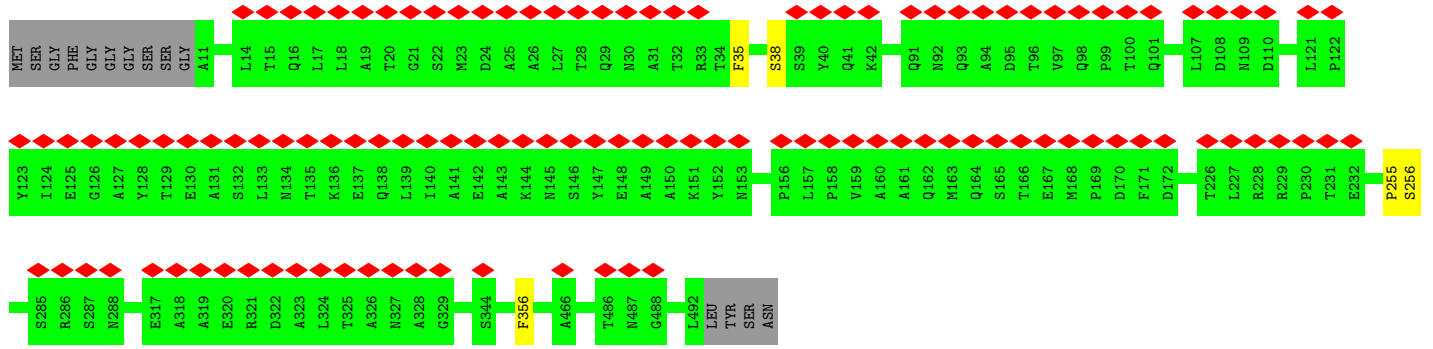 MET SER GLY PHE GLY GLY GLY SER SER GLY A11 L14 T15 Q16 L17 L18 A19 T20 G21 S22 M23 D24 A25 A26 L27 T28 Q29 N30 A31 T32 R33 T34 F35 S38 S39 Y40 Q41 K42 Q91 N92 Q93 A94 D95 T96 V97 Q98 P99 T100 Q101 L107 D108 N109 D110 L121 P122
Y123 I124 E125 G126 A127 Y128 T129 E130 A131 S132 L133 N134 T135 K136 E137 Q138 L139 I140 A141 E142 A143 K144 N145 S146 Y147 E148 A149 A150 K151 Y152 N153 P156 L157 P158 V159 A160 A161 Q162 M163 Q164 S165 T166 E167 M168 P169 D170 F171 D172 T226 L227 R228 R229 P230 T231 E232 P255 S256
S285 R286 S287 N288 E317 A318 A319 E320 R321 D322 A323 L324 T325 A326 N327 A328 G329 S344 F356 A466 T486 N487 G488 L492 LEU TYR SER ASN